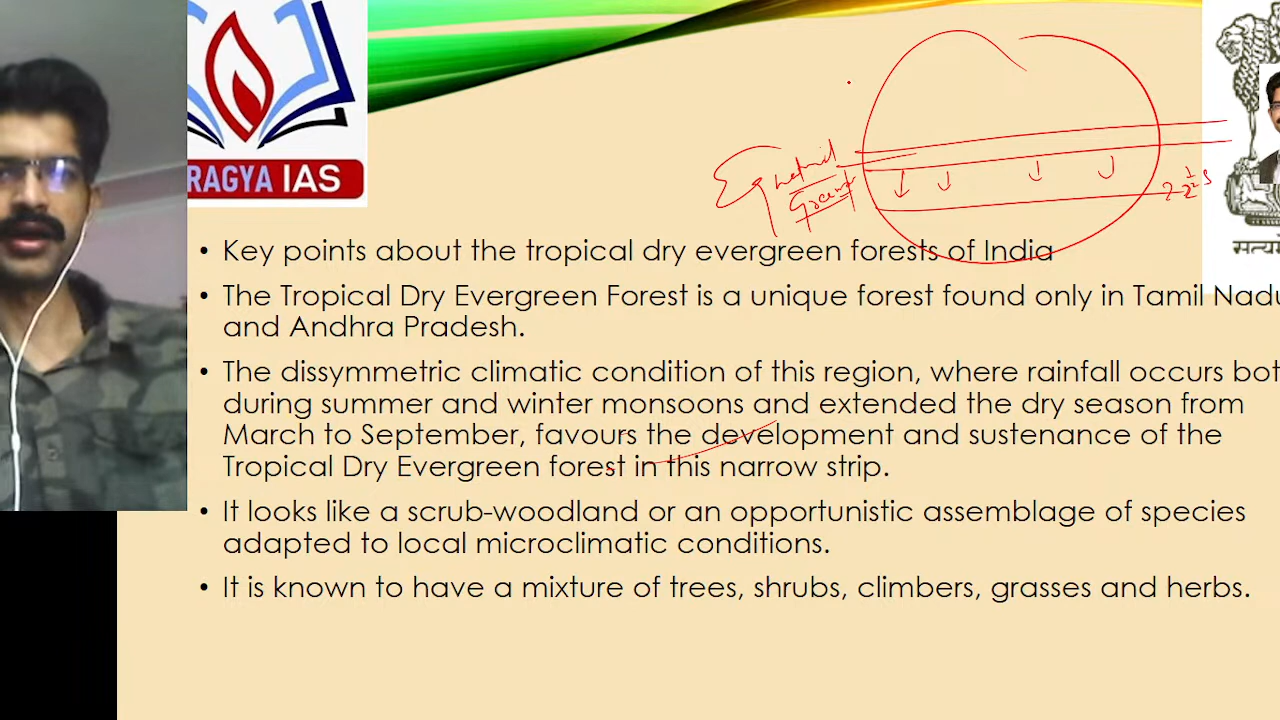 RAGYA IAS
सत्य
• Key points about the tropical dry evergreen forests of India
• The Tropical Dry Evergreen Forest is a unique forest found only in Tamil Nadu
and Andhra Pradesh.
• The dissymmetric climatic condition of this region, where rainfall occurs bot
during summer and winter monsoons and extended the dry season from
March to September, favours the development and sustenance of the
Tropical Dry Evergreen forest in this narrow strip.
• It looks like a scrub-woodland or an opportunistic assemblage of species
adapted to local microclimatic conditions.
• It is known to have a mixture of trees, shrubs, climbers, grasses and herbs.